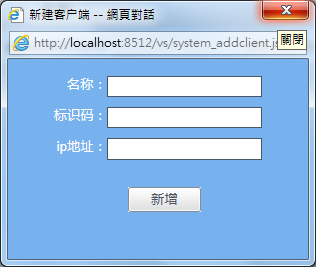 新建客户端 -- 網頁對話
http://localhost:8512/vs/system_addclient.js
關閉
名称：
标识码：
ip地址：
新增